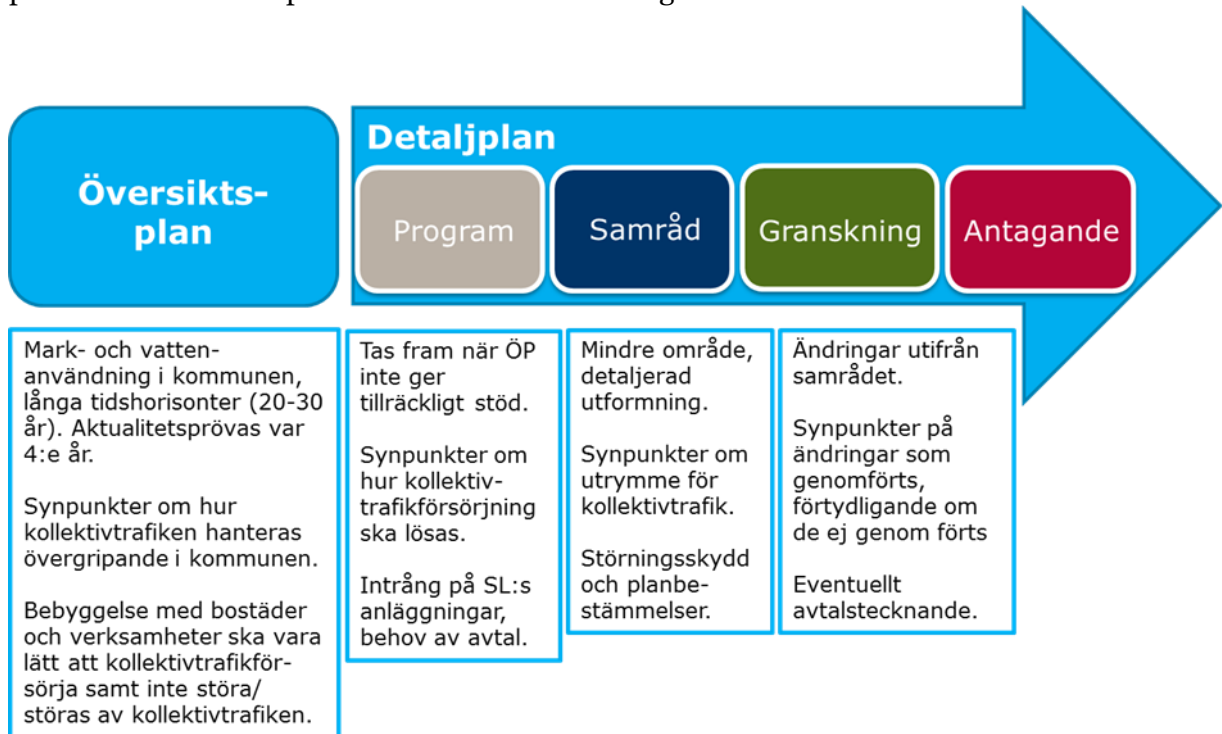 Översikts-
plan
Detaljplan
Program
Samråd
Granskning
Antagande
Mark- och vatten-
användning i kommunen,
långa tidshorisonter (20-30
år). Aktualitetsprövas var
4:e år.
Synpunkter om hur
kollektivtrafiken hanteras
övergripande i kommunen.
Bebyggelse med bostäder
och verksamheter ska vara
lätt att kollektivtrafikför-
sörja samt inte störa/
störas av kollektivtrafiken.
Tas fram när ÖP
inte ger
tillräckligt stöd.
Synpunkter om
hur kollektiv-
trafikförsörjning
ska lösas.
Intrång på SL:s
anläggningar,
behov av avtal.
Mindre område,
detaljerad
utformning.
Synpunkter om
utrymme för
kollektivtrafik.
Störningsskydd
och planbe-
stämmelser.
Ändringar utifrån
samrådet.
Synpunkter på
ändringar som
genomförts,
förtydligande om
de ej genom förts
Eventuellt
avtalstecknande.